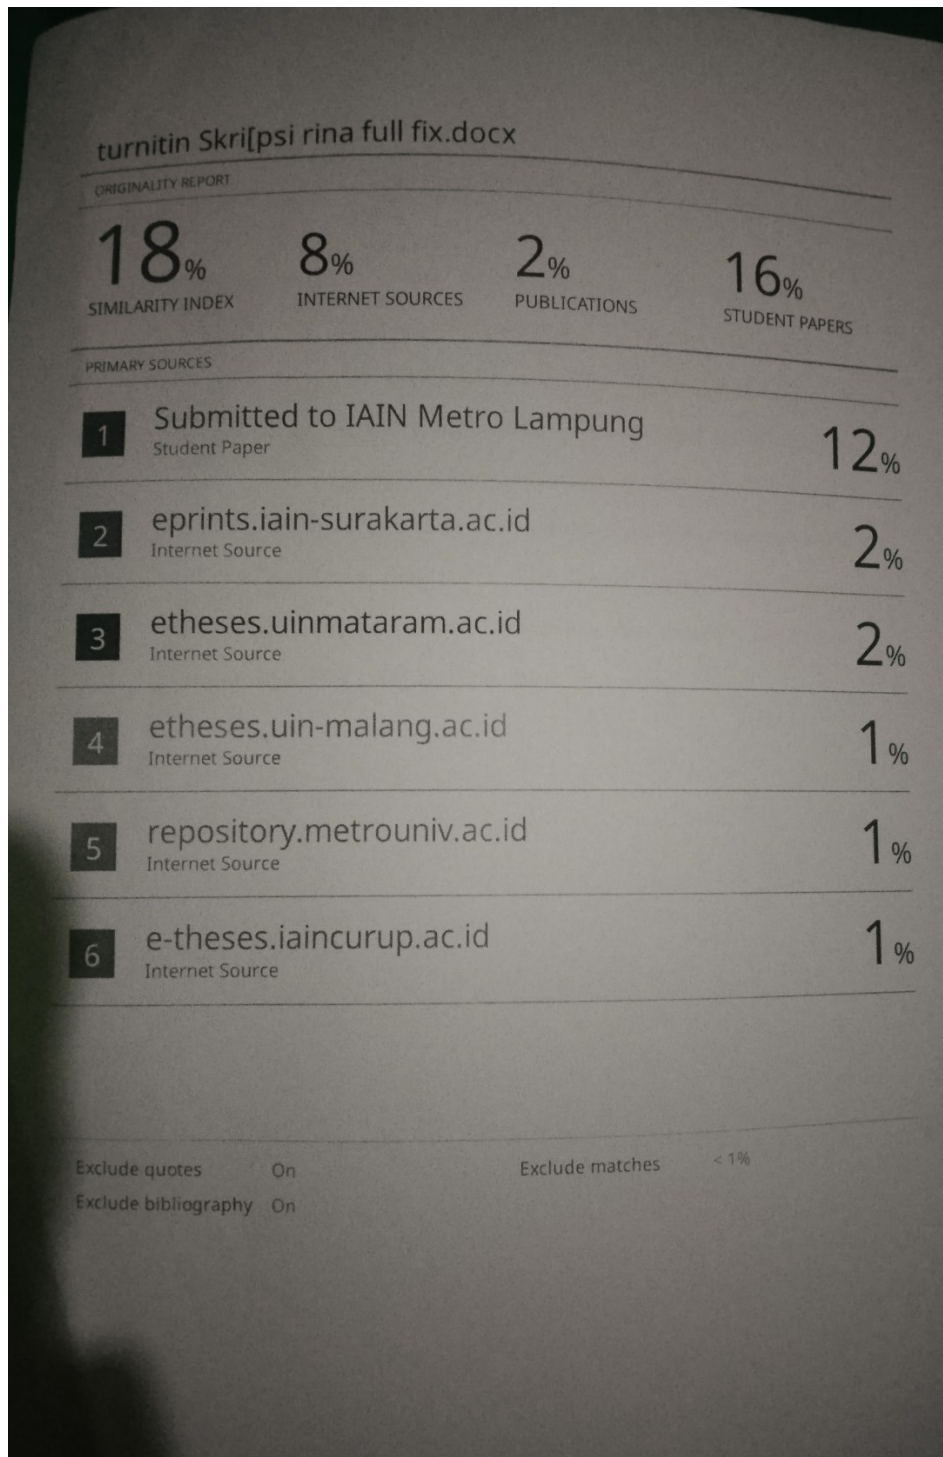 turnitin Skri[psi rina full fix.docx
ORIGINALITY REPORT
18% 8% 2% 16%
SIMILARITY INDEX INTERNET SOURCES PUBLICATIONS STUDENT PAPERS
PRIMARY SOURCES
1 Submitted to IAIN Metro Lampung 12%
Student Paper
2 eprints.iain-surakarta.ac.id 2%
Internet Source
3 etheses.uinmataram.ac.id 2%
Internet Source
4 etheses.uin-malang.ac.id 1%
Internet Source
5 repository.metrouniv.ac.id 1%
Internet Source
6 e-theses.iaincurup.ac.id 1%
Internet Source
Exclude quotes On Exclude matches < 1%
Exclude bibliography On